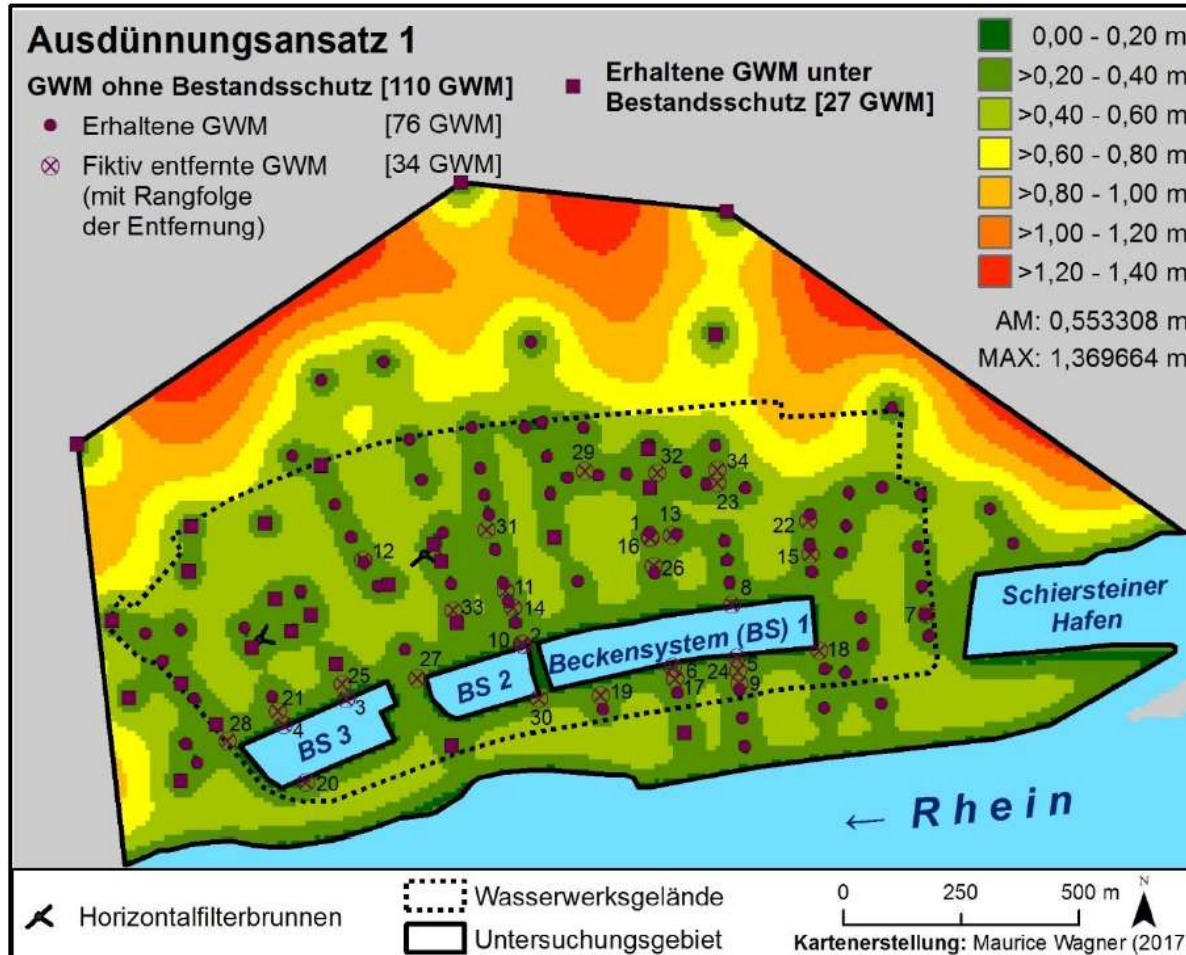 Ausdünnungsansatz 1
GWM ohne Bestandsschutz [110 GWM]
Erhaltene GWM [76 GWM]
Fiktiv entfernte GWM [34 GWM]
(mit Rangfolge
der Entfernung)
Erhaltene GWM unter
Bestandsschutz [27 GWM]
0,00 - 0,20 m
>0,20 - 0,40 m
>0,40 - 0,60 m
>0,60 - 0,80 m
>0,80 - 1,00 m
>1,00 - 1,20 m
>1,20 - 1,40 m
AM: 0,553308 m
MAX: 1,369664 m
29
32
34
23
31
1
13
22
16
15
12
26
11
8
14
33
7
10
2
18
27
6
5
24
25
17
9
3
19
21
30
4
28
20
Schiersteiner
Hafen
Beckensystem (BS) 1
BS 2
BS 3
← Rhein
Horizontalfilterbrunnen
Wasserwerksgelände
Untersuchungsgebiet
0 250 500 m
N
Kartenerstellung: Maurice Wagner (2017